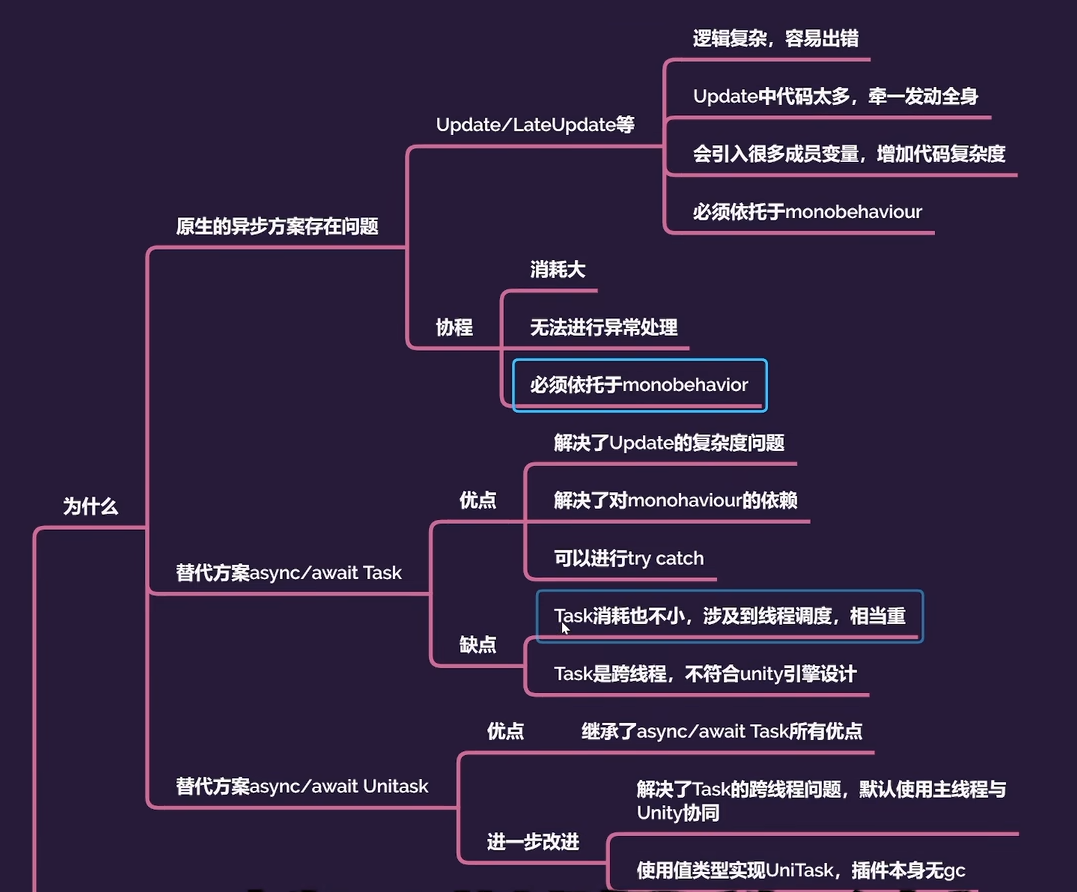 为什么
原生的异步方案存在问题
Update/LateUpdate等
逻辑复杂，容易出错
Update中代码太多，牵一发动全身
会引入很多成员变量，增加代码复杂度
必须依托于monobehaviour
协程
消耗大
无法进行异常处理
必须依托于monobehavior
替代方案async/await Task
优点
解决了Update的复杂度问题
解决了对monohaviour的依赖
可以进行try catch
缺点
Task消耗也不小，涉及到线程调度，相当重
Task是跨线程，不符合unity引擎设计
替代方案async/await Unitask
优点
继承了async/await Task所有优点
进一步改进
解决了Task的跨线程问题，默认使用主线程与
Unity协同
使用值类型实现UniTask，插件本身无gc